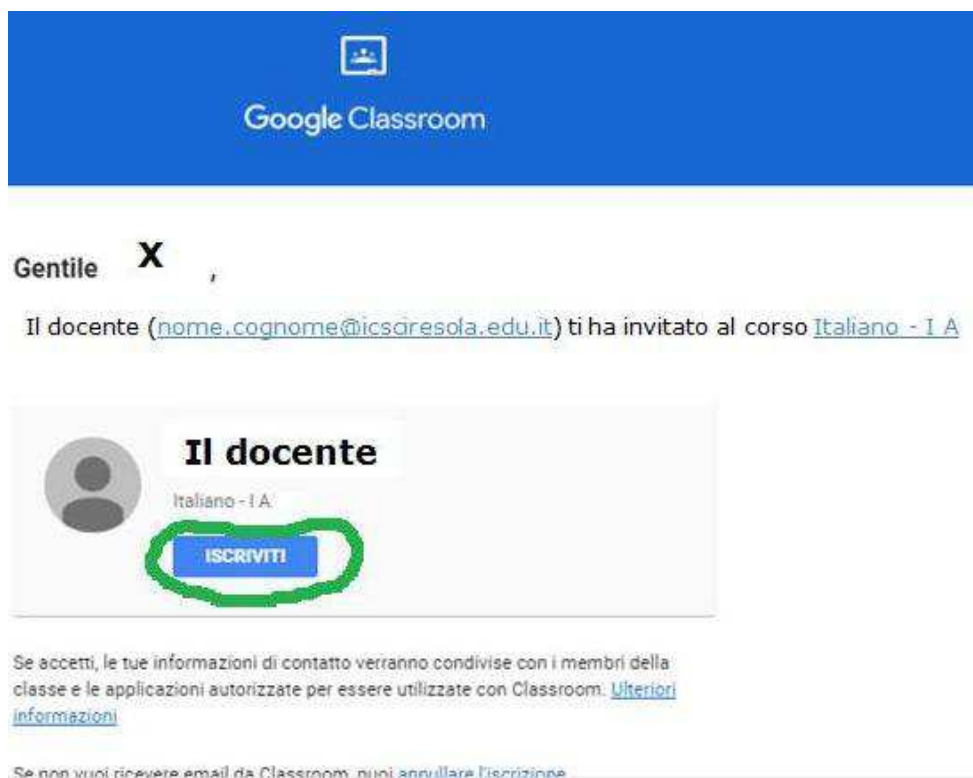 Google Classroom
Gentile X ,
Il docente (nome.cognome@icsciresola.edu.it) ti ha invitato al corso Italiano - I A
Il docente
Italiano - I A
ISCRIVITI
Se accetti, le tue informazioni di contatto verranno condivise con i membri della
classe e le applicazioni autorizzate per essere utilizzate con Classroom. Ulteriori
informazioni
Se non vuoi ricevere email da Classroom, puoi annullare l'iscrizione